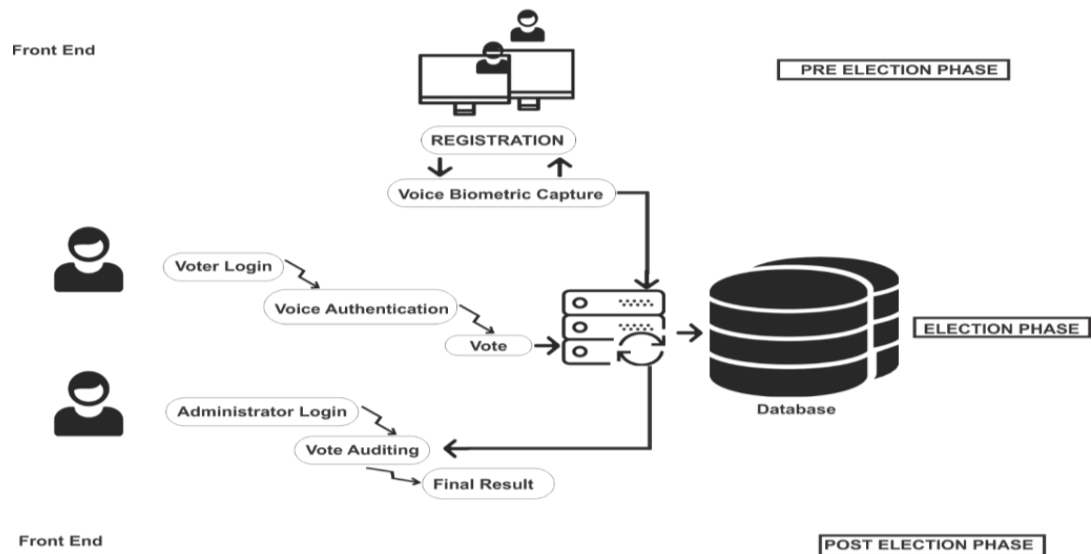 Front End
PRE ELECTION PHASE
REGISTRATION
Voice Biometric Capture
Voter Login
Voice Authentication
Vote
ELECTION PHASE
Database
Administrator Login
Vote Auditing
Final Result
Front End
POST ELECTION PHASE